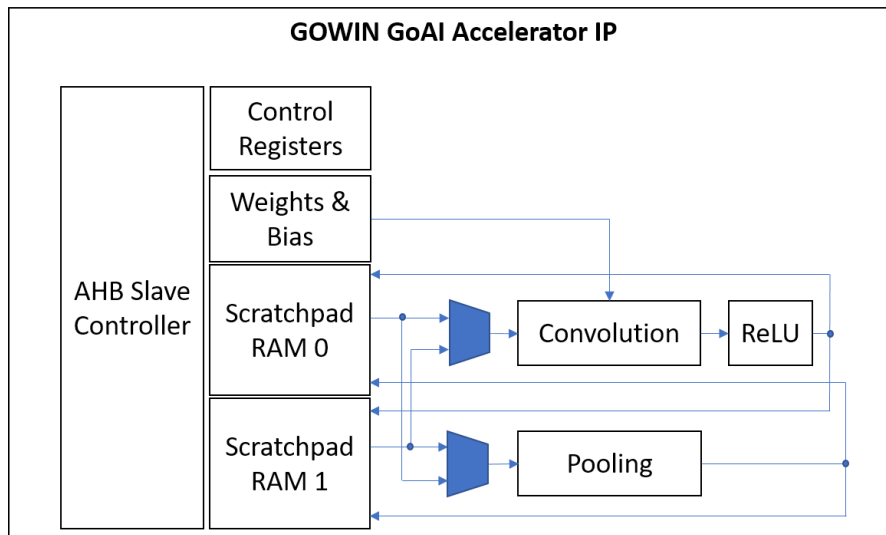 GOWIN GoAI Accelerator IP
AHB Slave
Controller
Control
Registers
Weights &
Bias
Scratchpad
RAM 0
Convolution
ReLU
Scratchpad
RAM 1
Pooling